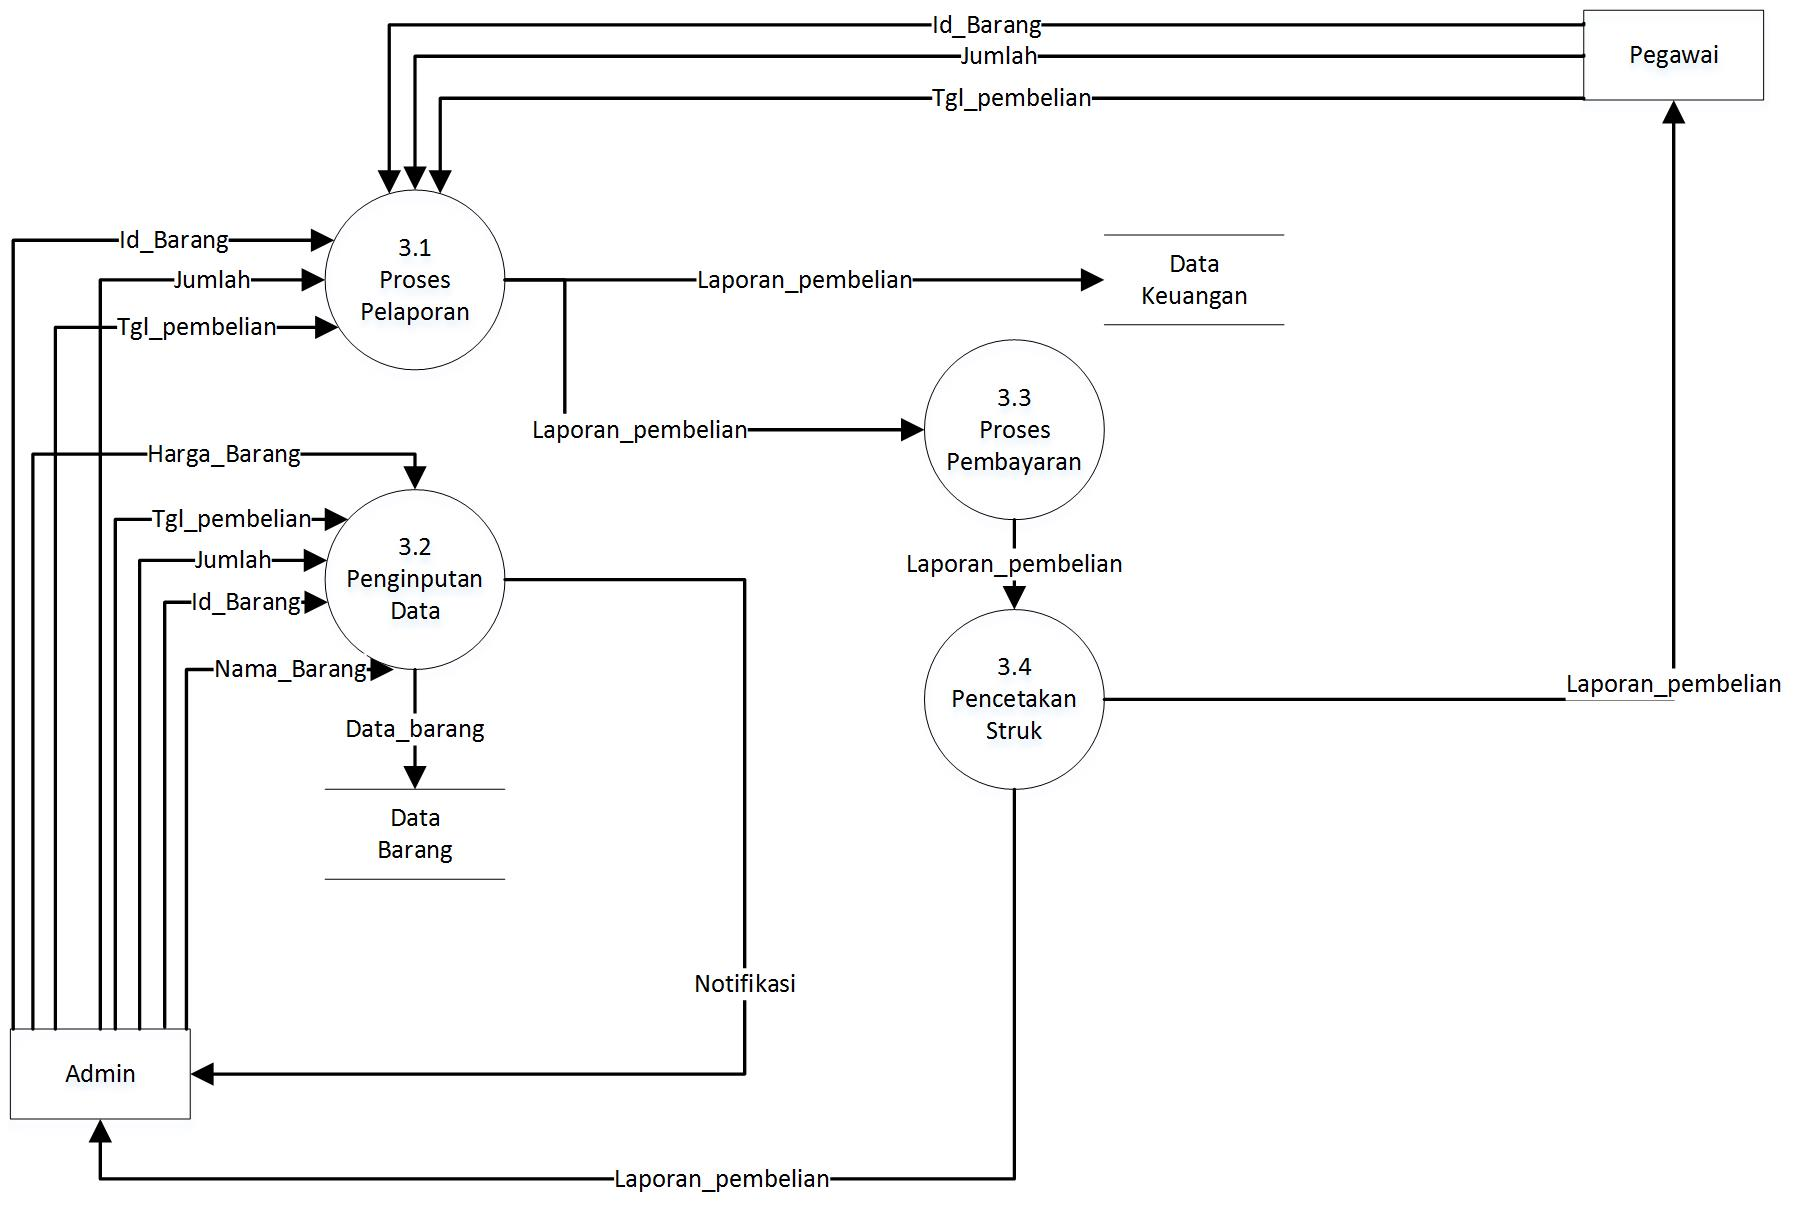 Id_Barang
Jumlah
Tgl_pembelian
Pegawai
Id_Barang
Jumlah
Tgl_pembelian
3.1
Proses
Pelaporan
Laporan_pembelian
Data
Keuangan
Laporan_pembelian
3.3
Proses
Pembayaran
Harga_Barang
Tgl_pembelian
Jumlah
Id_Barang
Nama_Barang
3.2
Penginputan
Data
Laporan_pembelian
3.4
Pencetakan
Struk
Laporan_pembelian
Data_barang
Data
Barang
Notifikasi
Admin
Laporan_pembelian